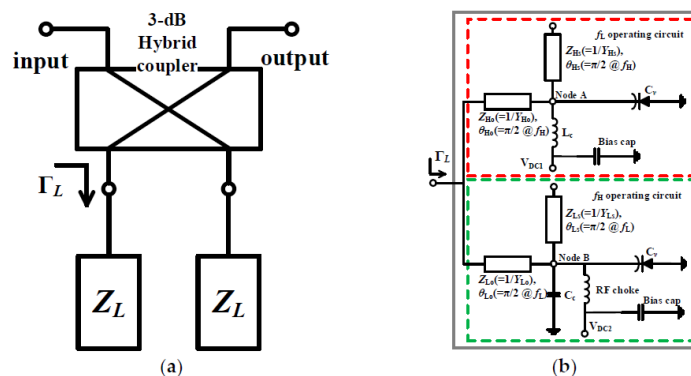 3-dB
Hybrid
coupler
input
output
Γ_L
Z_L
Z_L
(a)
f_L operating circuit
Z_Hs(=1/Y_Hs),
θ_Hs(=π/2 @ f_H)
Node A
C_v
Z_Ho(=1/Y_Ho),
θ_Ho(=π/2 @ f_H)
L_c
Bias cap
V_DC1
Γ_L
f_H operating circuit
Z_Ls(=1/Y_Ls),
θ_Ls(=π/2 @ f_L)
Node B
C_v
Z_Lo(=1/Y_Lo),
θ_Lo(=π/2 @ f_L)
C_c
RF choke
Bias cap
V_DC2
(b)